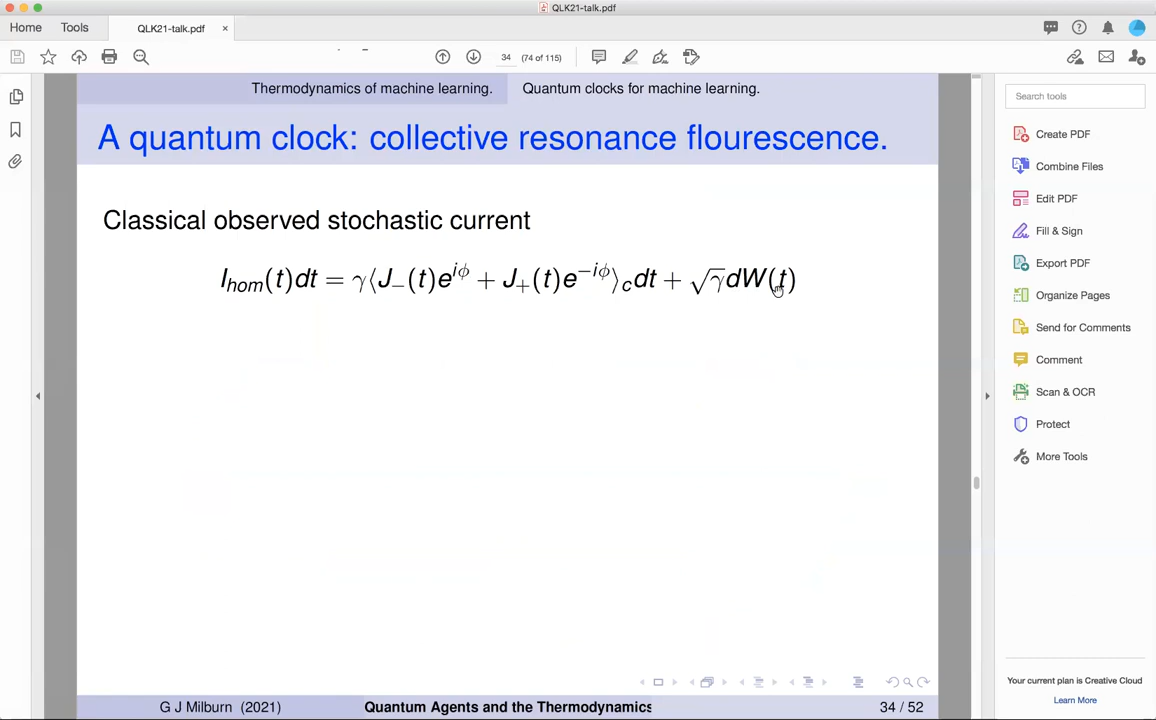 QLK21-talk.pdf
Home Tools QLK21-talk.pdf ×
34 (74 of 115)
Thermodynamics of machine learning. Quantum clocks for machine learning.
A quantum clock: collective resonance flourescence.
Classical observed stochastic current
I_{hom}(t)dt = γ⟨J_−(t)e^{iϕ} + J_+(t)e^{−iϕ}⟩_c dt + √γdW(t)
G J Milburn (2021) Quantum Agents and the Thermodynamics 34 / 52
Search tools
Create PDF
Combine Files
Edit PDF
Fill & Sign
Export PDF
Organize Pages
Send for Comments
Comment
Scan & OCR
Protect
More Tools
Your current plan is Creative Cloud
Learn More